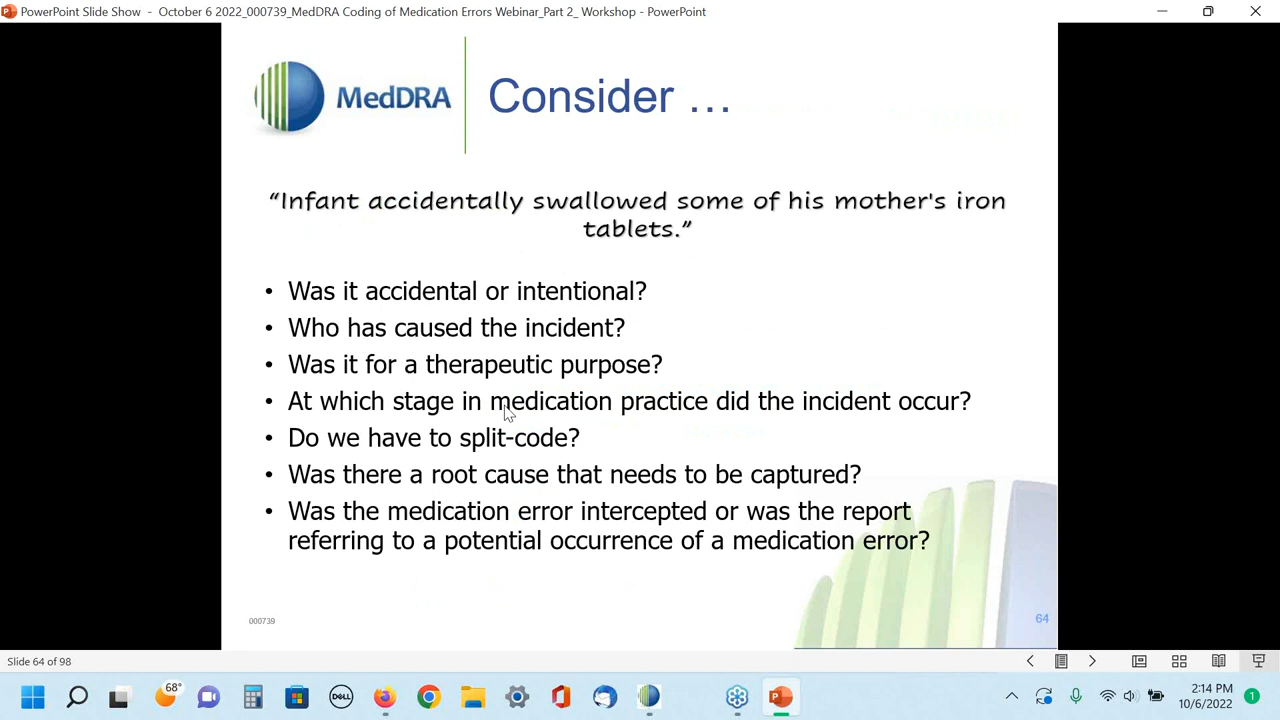 PowerPoint Slide Show - October 6 2022_000739_MedDRA Coding of Medication Errors Webinar_Part 2_ Workshop - PowerPoint
MedDRA
Consider …
“Infant accidentally swallowed some of his mother's iron
tablets.”
• Was it accidental or intentional?
• Who has caused the incident?
• Was it for a therapeutic purpose?
• At which stage in medication practice did the incident occur?
• Do we have to split-code?
• Was there a root cause that needs to be captured?
• Was the medication error intercepted or was the report
referring to a potential occurrence of a medication error?
000739
64
Slide 64 of 98
68°
DELL
2:14 PM
10/6/2022
1